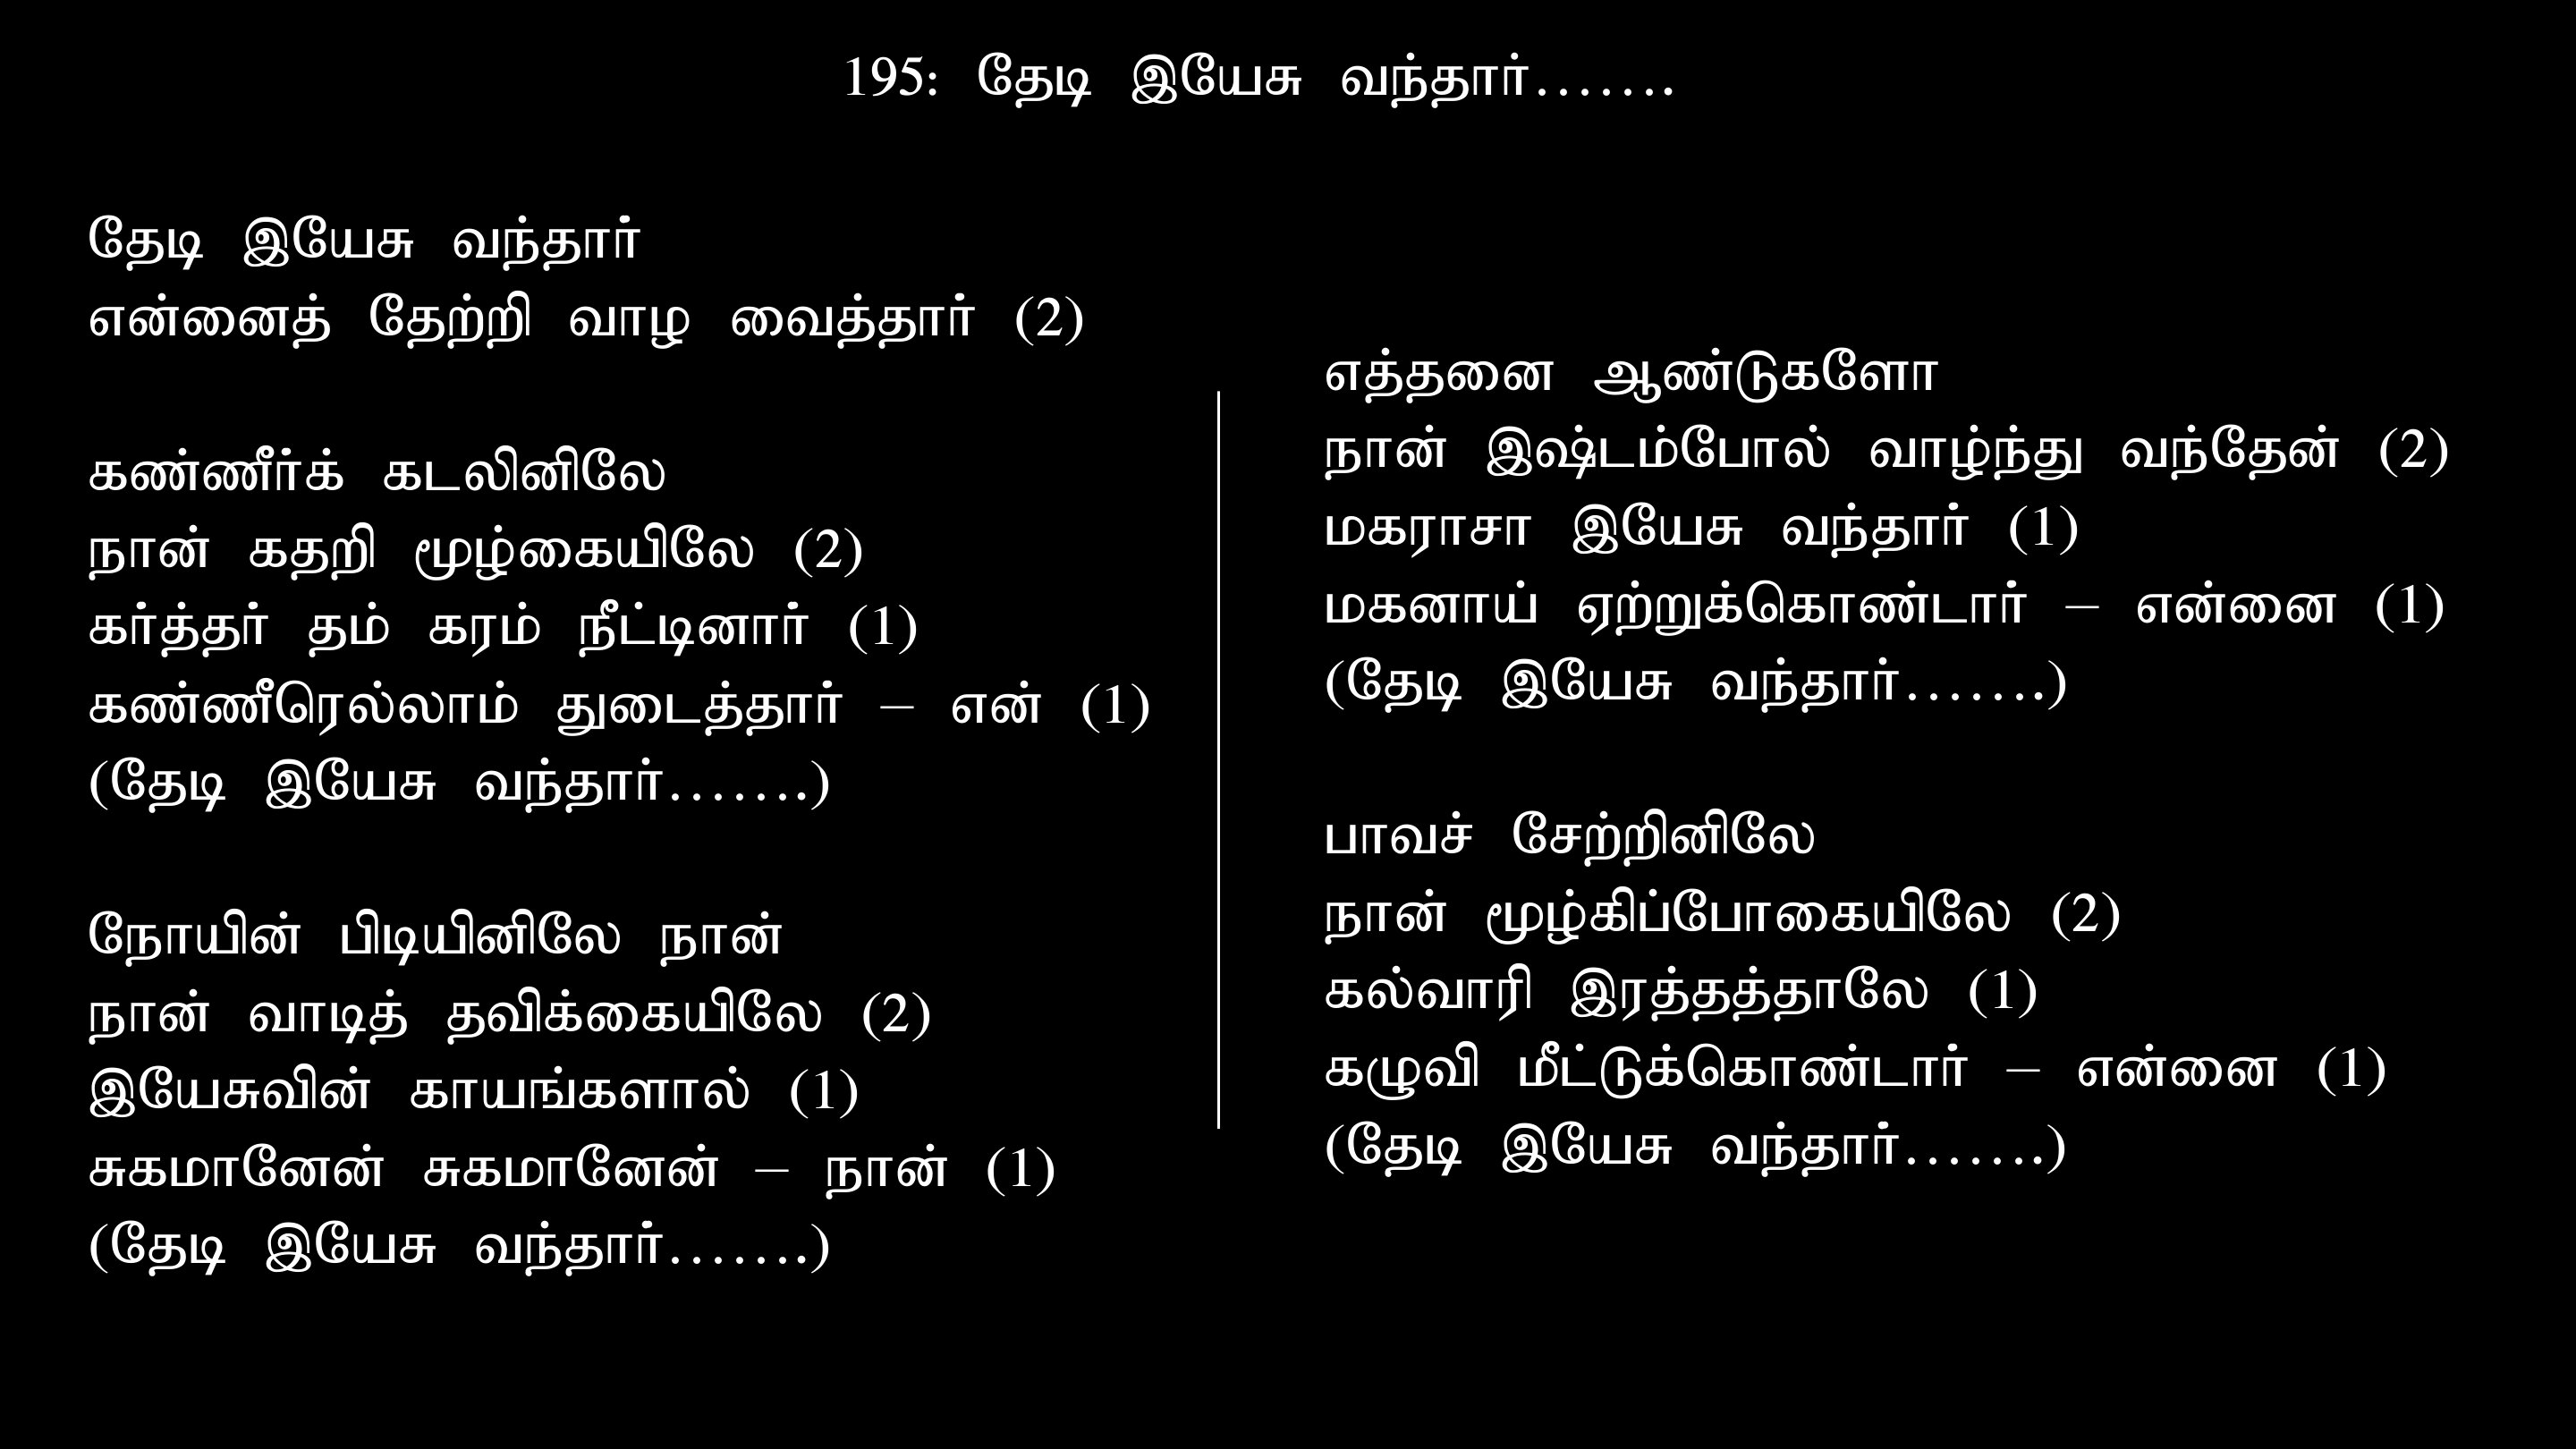 195: தேடி இயேசு வந்தார்.......
தேடி இயேசு வந்தார்
என்னைத் தேற்றி வாழ வைத்தார் (2)
கண்ணீர்க் கடலினிலே
நான் கதறி மூழ்கையிலே (2)
கர்த்தர் தம் கரம் நீட்டினார் (1)
கண்ணீரெல்லாம் துடைத்தார் – என் (1)
(தேடி இயேசு வந்தார்.......)
நோயின் பிடியினிலே நான்
நான் வாடித் தவிக்கையிலே (2)
இயேசுவின் காயங்களால் (1)
சுகமானேன் சுகமானேன் – நான் (1)
(தேடி இயேசு வந்தார்.......)
எத்தனை ஆண்டுகளோ
நான் இஷ்டம்போல் வாழ்ந்து வந்தேன் (2)
மகராசா இயேசு வந்தார் (1)
மகனாய் ஏற்றுக்கொண்டார் – என்னை (1)
(தேடி இயேசு வந்தார்.......)
பாவச் சேற்றினிலே
நான் மூழ்கிப்போகையிலே (2)
கல்வாரி இரத்தத்தாலே (1)
கழுவி மீட்டுக்கொண்டார் – என்னை (1)
(தேடி இயேசு வந்தார்.......)